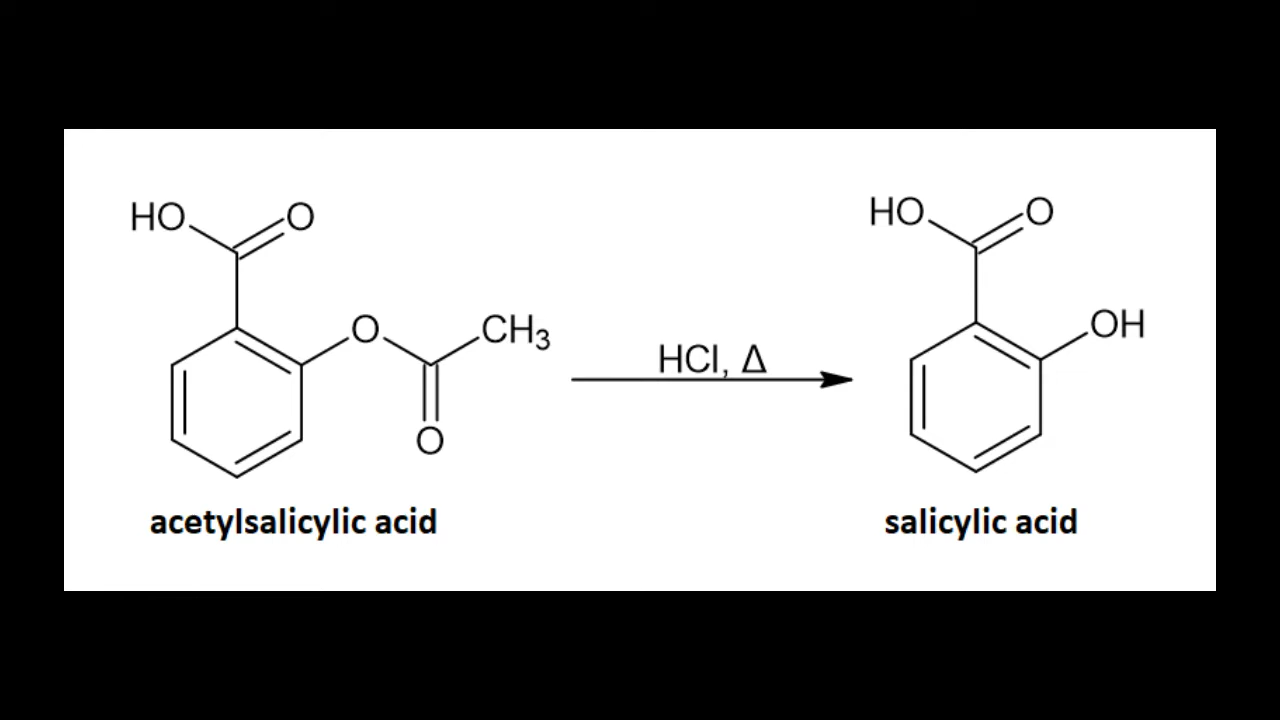 HO O
O CH₃
O
acetylsalicylic acid
HCl, Δ
HO O
OH
salicylic acid